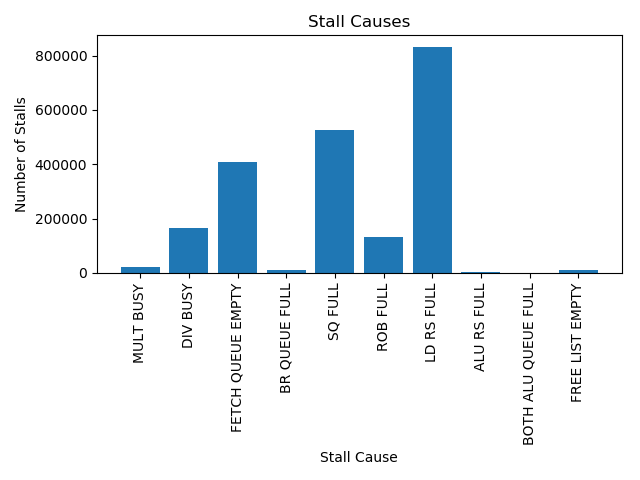 Stall Causes
Number of Stalls
800000
600000
400000
200000
0
MULT BUSY
DIV BUSY
FETCH QUEUE EMPTY
BR QUEUE FULL
SQ FULL
ROB FULL
LD RS FULL
ALU RS FULL
BOTH ALU QUEUE FULL
FREE LIST EMPTY
Stall Cause